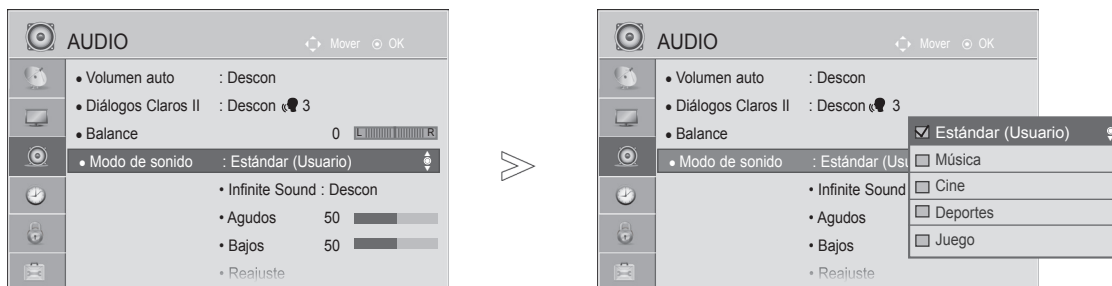 AUDIO Mover OK
• Volumen auto : Descon
• Diálogos Claros II : Descon 3
• Balance 0 L R
• Modo de sonido : Estándar (Usuario)
• Infinite Sound : Descon
• Agudos 50
• Bajos 50
• Reajuste
AUDIO Mover OK
• Volumen auto : Descon
• Diálogos Claros II : Descon 3
• Balance
• Modo de sonido : Estándar (Usu
• Infinite Sound
• Agudos
• Bajos
• Reajuste
Estándar (Usuario)
Música
Cine
Deportes
Juego